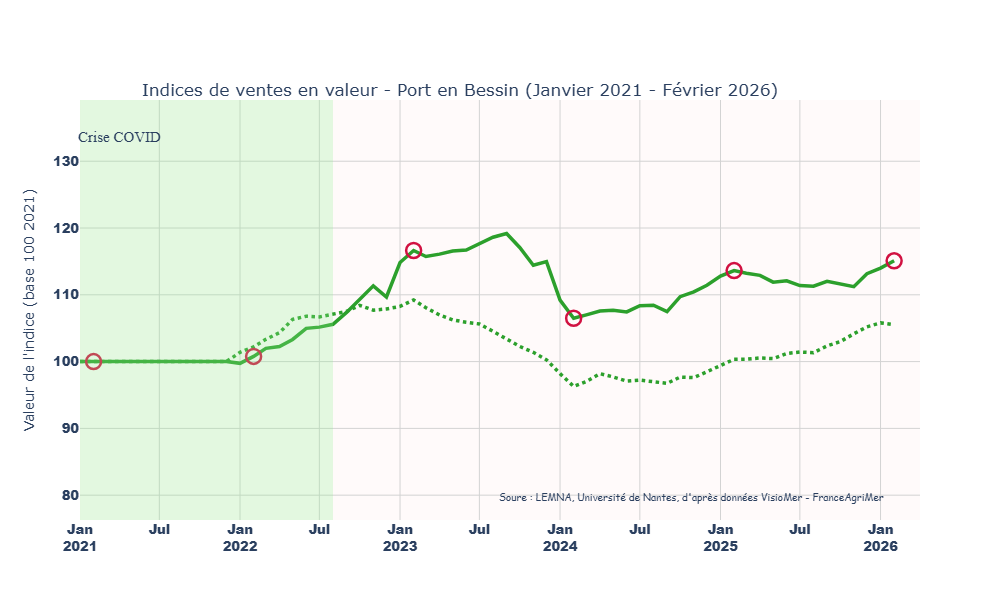 Indices de ventes en valeur - Port en Bessin (Janvier 2021 - Février 2026)
Crise COVID
Valeur de l'indice (base 100 2021)
130
120
110
100
90
80
Soure : LEMNA, Université de Nantes, d'après données VisioMer - FranceAgriMer
Jan Jul Jan Jul Jan Jul Jan Jul Jan Jul Jan
2021 2022 2023 2024 2025 2026